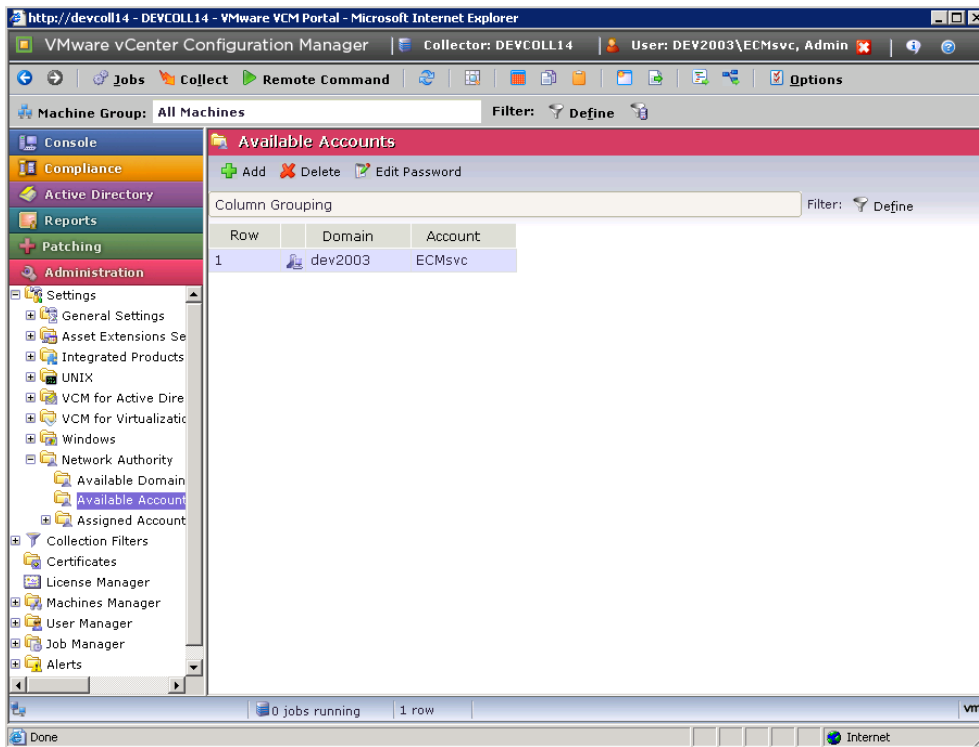 http://devcoll14 - DEVCOLL14 - VMware VCM Portal - Microsoft Internet Explorer
VMware vCenter Configuration Manager | Collector: DEVCOLL14 | User: DEV2003\ECMsvc, Admin
Jobs Collect Remote Command Options
Machine Group: All Machines Filter: Define
Console
Compliance
Active Directory
Reports
Patching
Administration
Settings
General Settings
Asset Extensions Se
Integrated Products
UNIX
VCM for Active Dire
VCM for Virtualizatic
Windows
Network Authority
Available Domain
Available Account
Assigned Account
Collection Filters
Certificates
License Manager
Machines Manager
User Manager
Job Manager
Alerts
Available Accounts
Add Delete Edit Password
Column Grouping Filter: Define
Row Domain Account
1 dev2003 ECMsvc
0 jobs running 1 row vm
Done Internet